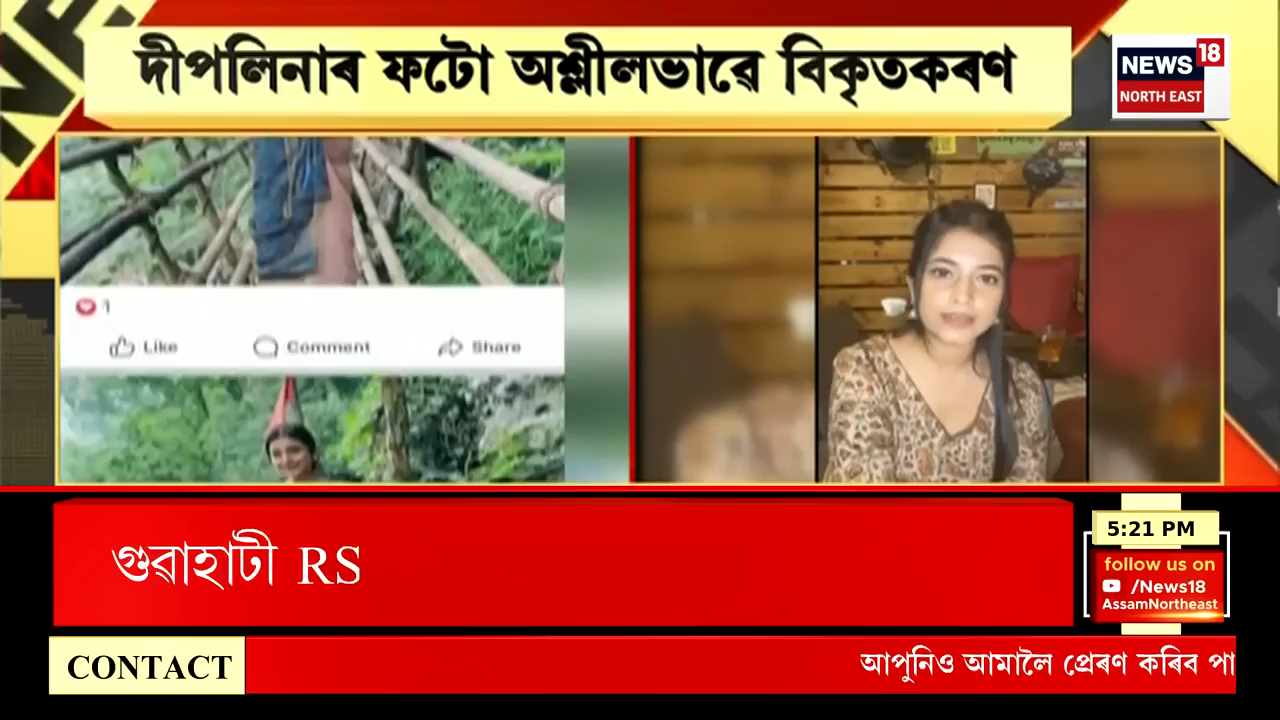 দীপলিনাৰ ফটো অশ্লীলভাৱে বিকৃতকৰণ
NEWS 18
NORTH EAST
1
Like Comment Share
গুৱাহাটী RS
5:21 PM
follow us on
/News18
AssamNortheast
CONTACT
আপুনিও আমালৈ প্ৰেৰণ কৰিব পা